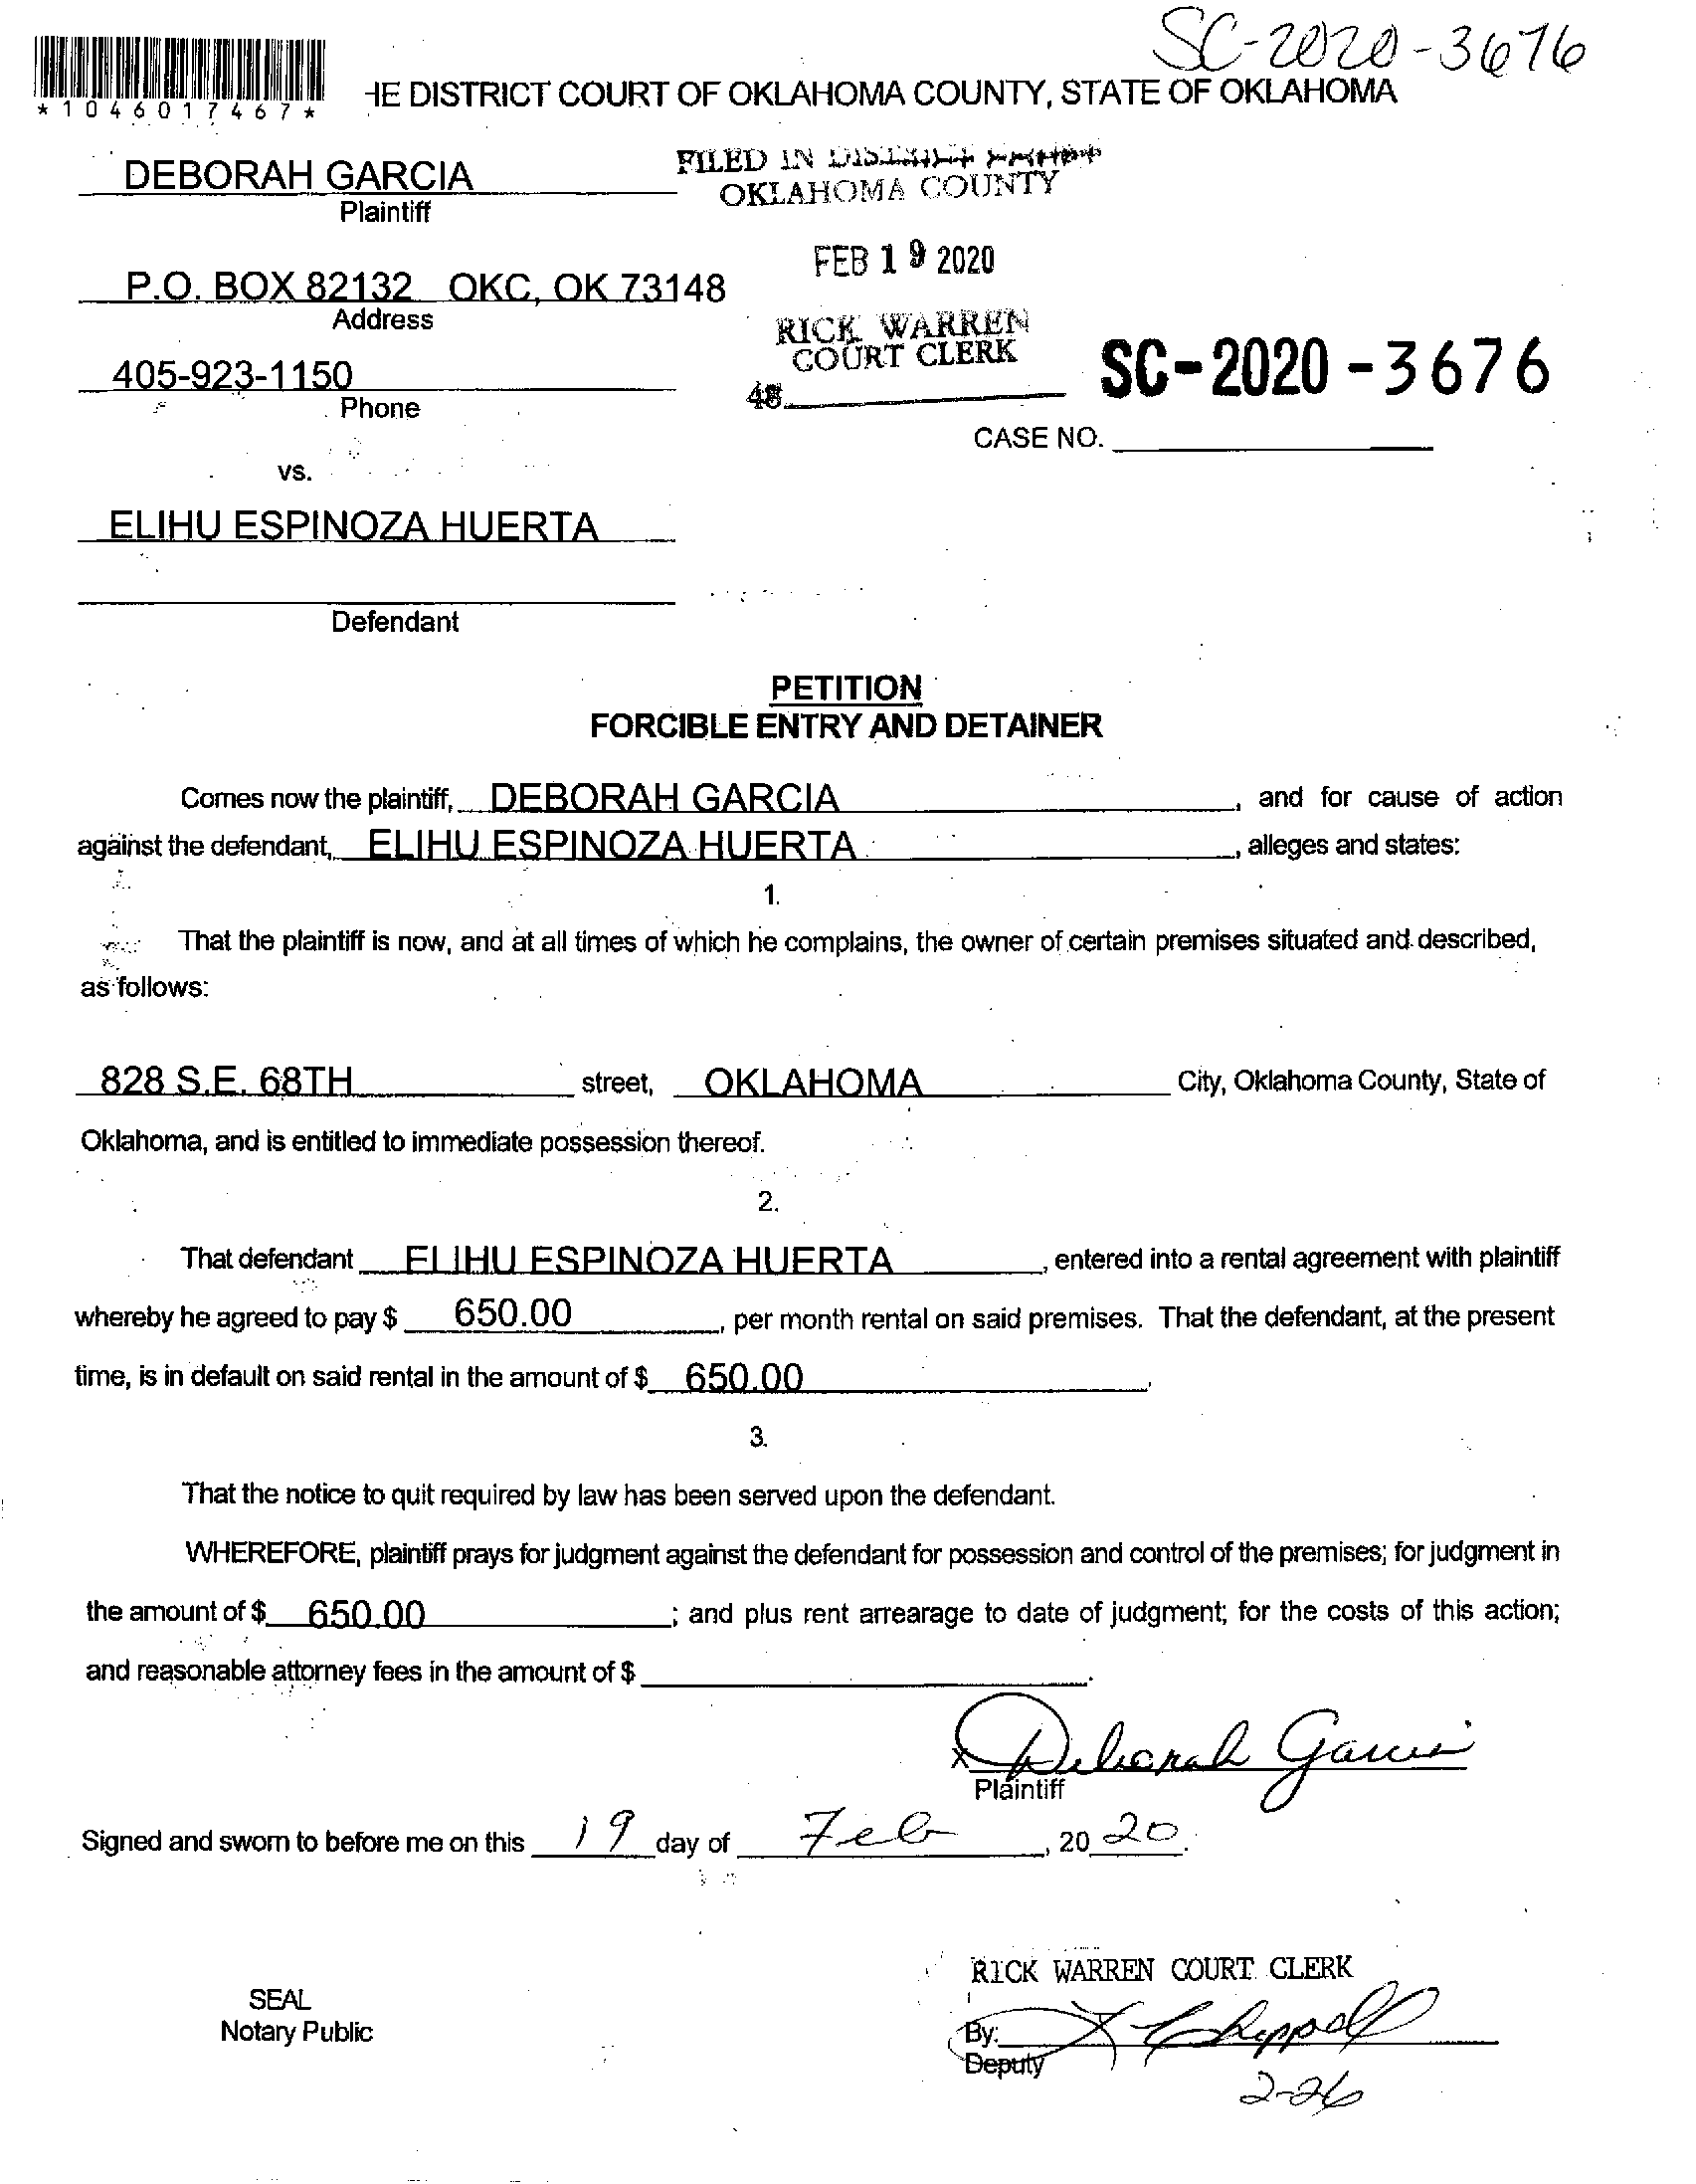 SC-2020-3676
*1046017467*
HE DISTRICT COURT OF OKLAHOMA COUNTY, STATE OF OKLAHOMA
DEBORAH GARCIA
Plaintiff
FILED IN DISTRICT COURT
OKLAHOMA COUNTY
FEB 19 2020
P.O. BOX 82132 OKC, OK 73148
Address
RICK WARREN
COURT CLERK
405-923-1150
Phone
48
SC-2020-3676
CASE NO.
vs.
ELIHU ESPINOZA HUERTA
Defendant
PETITION
FORCIBLE ENTRY AND DETAINER
Comes now the plaintiff, DEBORAH GARCIA, and for cause of action
against the defendant, ELIHU ESPINOZA HUERTA, alleges and states:
1.
That the plaintiff is now, and at all times of which he complains, the owner of certain premises situated and described,
as follows:
828 S.E. 68TH street, OKLAHOMA City, Oklahoma County, State of
Oklahoma, and is entitled to immediate possession thereof.
2.
That defendant ELIHU ESPINOZA HUERTA, entered into a rental agreement with plaintiff
whereby he agreed to pay $ 650.00, per month rental on said premises. That the defendant, at the present
time, is in default on said rental in the amount of $ 650.00.
3.
That the notice to quit required by law has been served upon the defendant.
WHEREFORE, plaintiff prays for judgment against the defendant for possession and control of the premises; for judgment in
the amount of $ 650.00; and plus rent arrearage to date of judgment; for the costs of this action;
and reasonable attorney fees in the amount of $ .
x Deborah Garcia
Plaintiff
Signed and sworn to before me on this 19 day of Feb, 20 20.
RICK WARREN COURT CLERK
SEAL
Notary Public
By: Chappell
Deputy
2-26